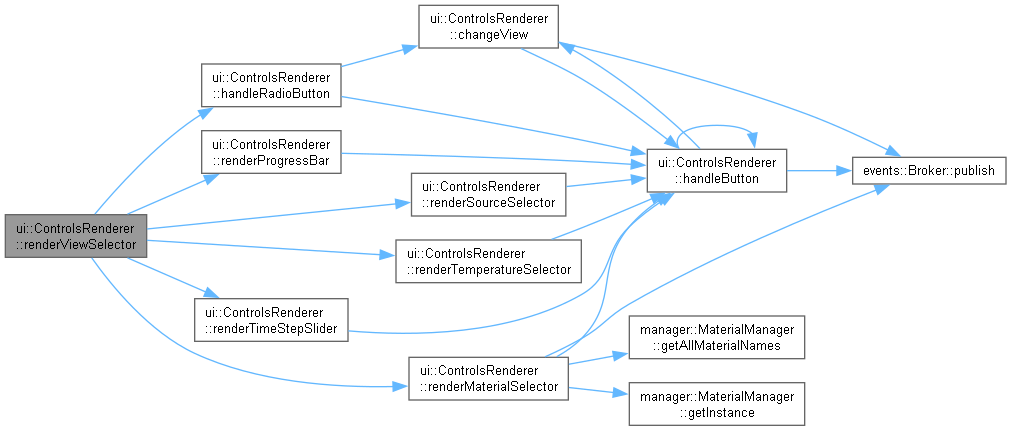 ui::ControlsRenderer
::renderViewSelector
ui::ControlsRenderer
::handleRadioButton
ui::ControlsRenderer
::renderProgressBar
ui::ControlsRenderer
::renderTimeStepSlider
ui::ControlsRenderer
::changeView
ui::ControlsRenderer
::renderSourceSelector
ui::ControlsRenderer
::renderTemperatureSelector
ui::ControlsRenderer
::renderMaterialSelector
ui::ControlsRenderer
::handleButton
manager::MaterialManager
::getAllMaterialNames
manager::MaterialManager
::getInstance
events::Broker::publish